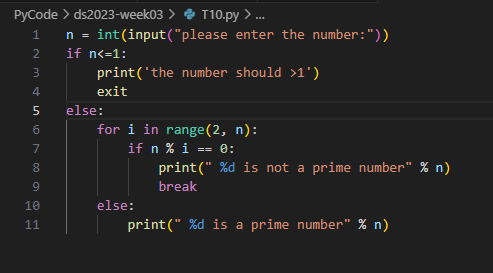 PyCode > ds2023-week03 > T10.py > ...
1 n = int(input("please enter the number:"))
2 if n<=1:
3     print('the number should >1')
4     exit
5 else:
6     for i in range(2, n):
7         if n % i == 0:
8             print(" %d is not a prime number" % n)
9             break
10     else:
11         print(" %d is a prime number" % n)